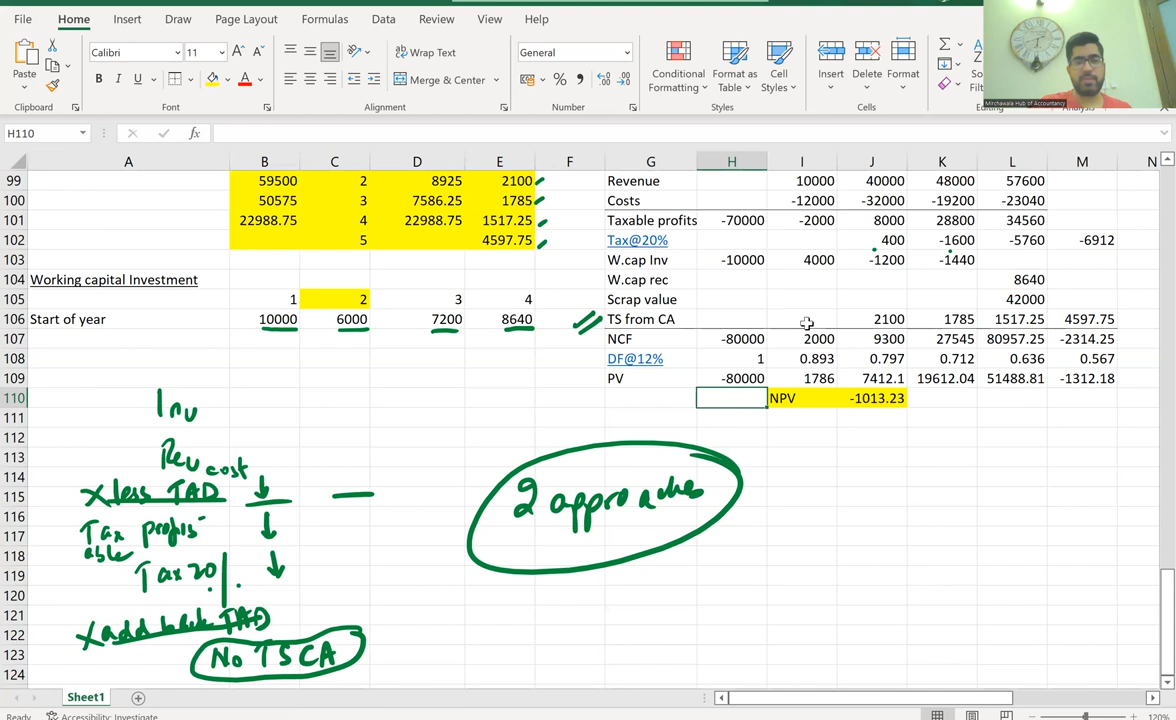 File Home Insert Draw Page Layout Formulas Data Review View Help
Paste
Calibri 11
Wrap Text
General
B I U
Merge & Center
Conditional Formatting
Format as Table
Cell Styles
Insert Delete Format
Clipboard Font Alignment Number Styles Cells
Mirchawala Hub of Accountancy
H110 fx
A B C D E F G H I J K L M N
99 59500 2 8925 2100 Revenue 10000 40000 48000 57600
100 50575 3 7586.25 1785 Costs -12000 -32000 -19200 -23040
101 22988.75 4 22988.75 1517.25 Taxable profits -70000 -2000 8000 28800 34560
102 5 4597.75 Tax@20% 400 -1600 -5760 -6912
103 W.cap Inv -10000 4000 -1200 -1440
104 Working capital Investment W.cap rec 8640
105 1 2 3 4 Scrap value 42000
106 Start of year 10000 6000 7200 8640 TS from CA 2100 1785 1517.25 4597.75
107 NCF -80000 2000 9300 27545 80957.25 -2314.25
108 DF@12% 1 0.893 0.797 0.712 0.636 0.567
109 PV -80000 1786 7412.1 19612.04 51488.81 -1312.18
110 NPV -1013.23
111
112
113
114
115
116
117
118
119
120
121
122
123
124
Inv
Rev
cost
X less TAD
Taxable profits
Tax 20%
X add back TAD
No TSCA
2 approaches
Sheet1
Ready Accessibility: Investigate 120%